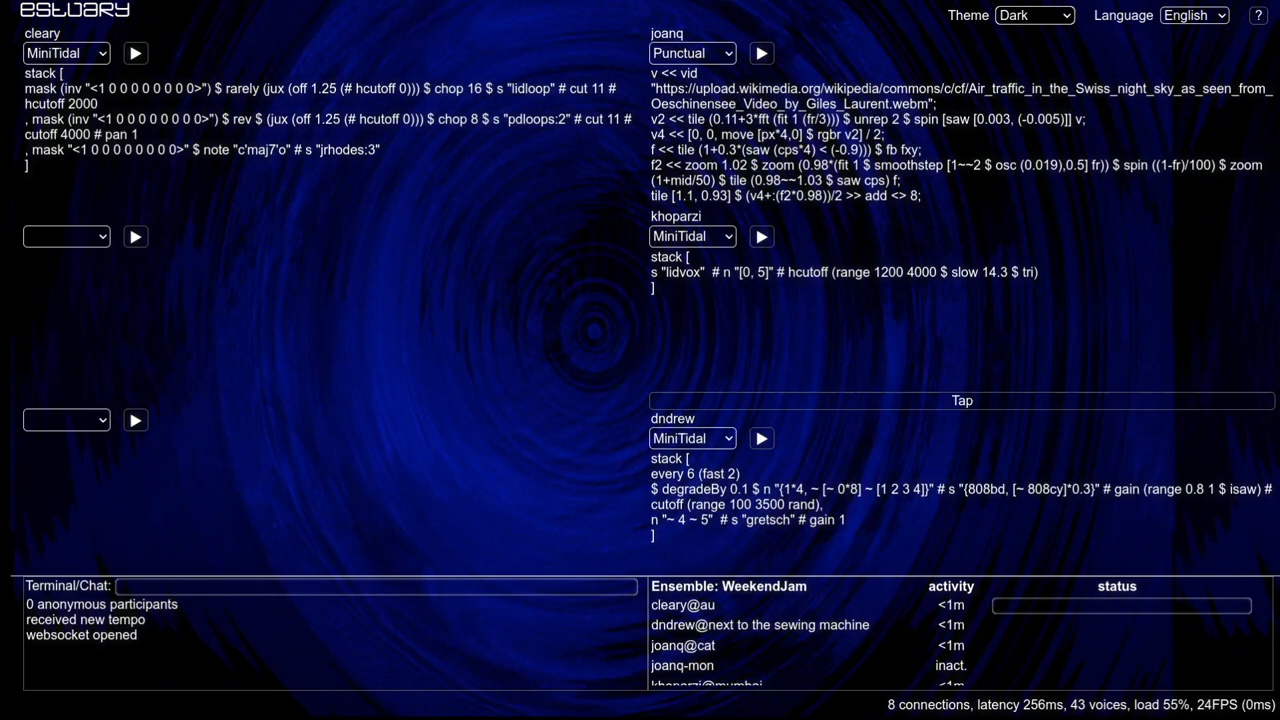 estuary
Theme Dark Language English ?
cleary
MiniTidal
stack [
mask (inv "<1 0 0 0 0 0 0 0 0>") $ rarely (jux (off 1.25 (# hcutoff 0))) $ chop 16 $ s "lidloop" # cut 11 #
hcutoff 2000
, mask (inv "<1 0 0 0 0 0 0 0 0>") $ rev $ (jux (off 1.25 (# hcutoff 0))) $ chop 8 $ s "pdloops:2" # cut 11 #
cutoff 4000 # pan 1
, mask "<1 0 0 0 0 0 0 0 0>" $ note "c'maj7'o" # s "jrhodes:3"
]
joanq
Punctual
v << vid
"https://upload.wikimedia.org/wikipedia/commons/c/cf/Air_traffic_in_the_Swiss_night_sky_as_seen_from_
Oeschinensee_Video_by_Giles_Laurent.webm";
v2 << tile (0.11+3*fft (fit 1 (fr/3))) $ unrep 2 $ spin [saw [0.003, (-0.005)]] v;
v4 << [0, 0, move [px*4,0] $ rgbr v2] / 2;
f << tile (1+0.3*(saw (cps*4) < (-0.9))) $ fb fxy;
f2 << zoom 1.02 $ zoom (0.98*(fit 1 $ smoothstep [1~~2 $ osc (0.019),0.5] fr)) $ spin ((1-fr)/100) $ zoom
(1+mid/50) $ tile (0.98~~1.03 $ saw cps) f;
tile [1.1, 0.93] $ (v4+:(f2*0.98))/2 >> add <> 8;
khoparzi
MiniTidal
stack [
s "lidvox"  # n "[0, 5]" # hcutoff (range 1200 4000 $ slow 14.3 $ tri)
]
Tap
dndrew
MiniTidal
stack [
every 6 (fast 2)
$ degradeBy 0.1 $ n "{1*4, ~ [~ 0*8] ~ [1 2 3 4]}" # s "{808bd, [~ 808cy]*0.3}" # gain (range 0.8 1 $ isaw) #
cutoff (range 100 3500 rand),
n "~ 4 ~ 5"  # s "gretsch" # gain 1
]
Terminal/Chat:
0 anonymous participants
received new tempo
websocket opened
Ensemble: WeekendJam activity status
cleary@au <1m
dndrew@next to the sewing machine <1m
joanq@cat <1m
joanq-mon inact.
khoparzi@mumbai <1m
8 connections, latency 256ms, 43 voices, load 55%, 24FPS (0ms)